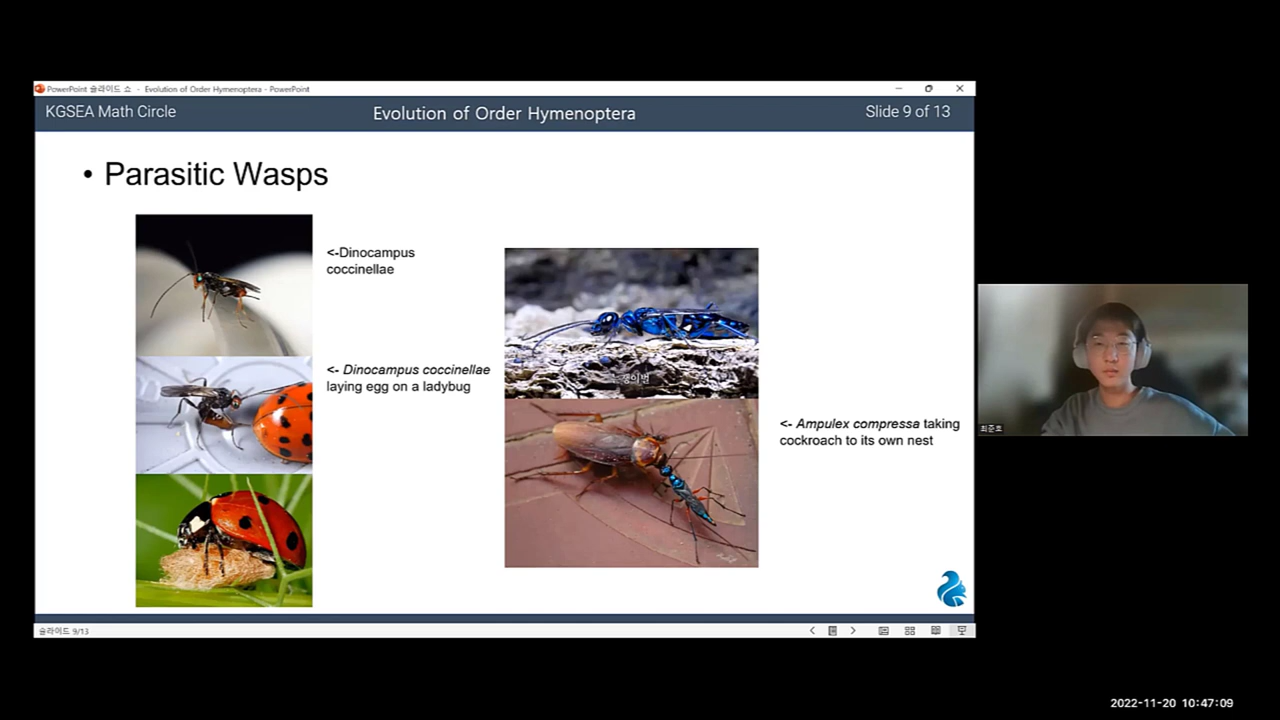 PowerPoint 슬라이드 쇼 - Evolution of Order Hymenoptera - PowerPoint
KGSEA Math Circle
Evolution of Order Hymenoptera
Slide 9 of 13
• Parasitic Wasps
<-Dinocampus
coccinellae
<- Dinocampus coccinellae
laying egg on a ladybug
<- Ampulex compressa taking
cockroach to its own nest
최준호
슬라이드 9/13
2022-11-20 10:47:09